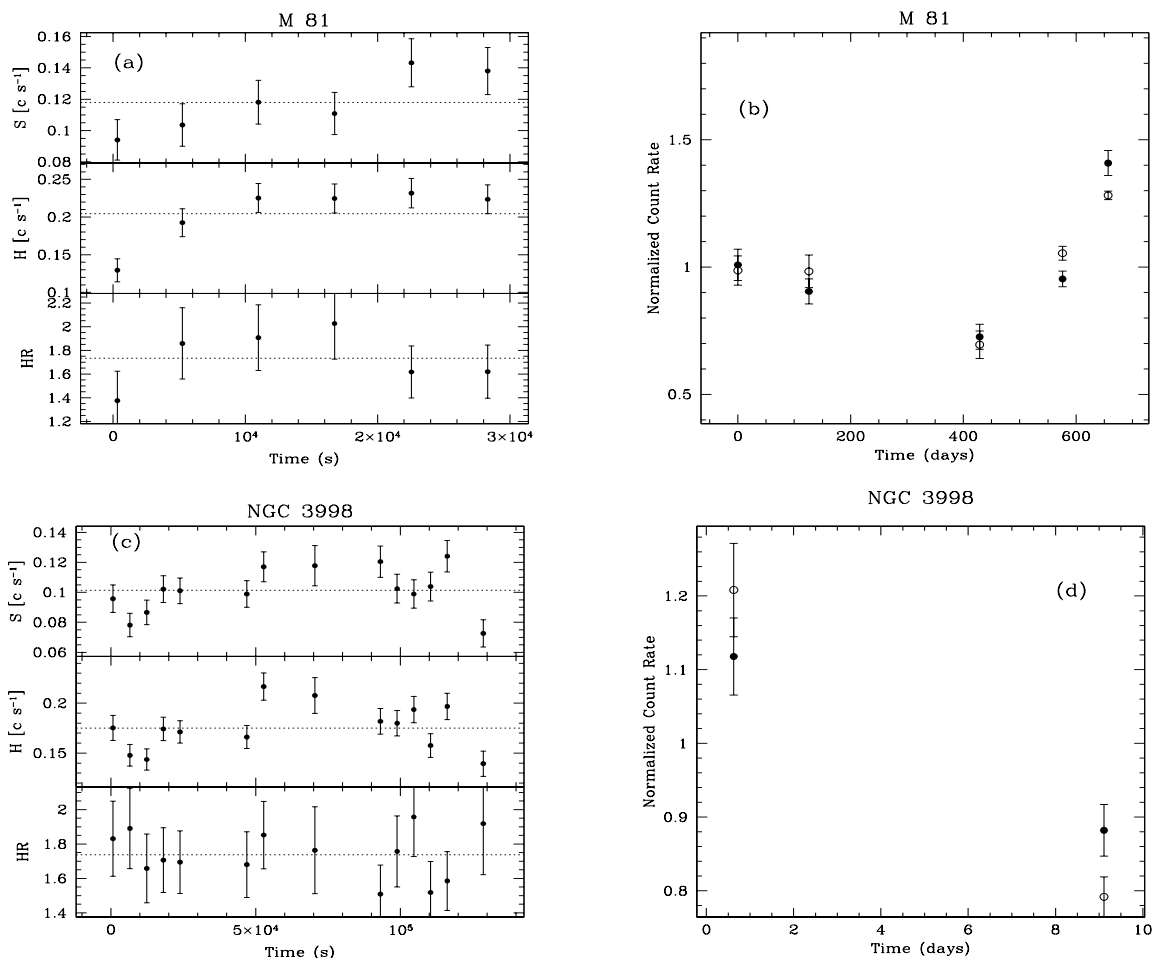 M 81
(a)
S [c s⁻¹]
0.16
0.14
0.12
0.1
0.08
H [c s⁻¹]
0.25
0.2
0.15
0.1
HR
2.2
2
1.8
1.6
1.4
1.2
0 10⁴ 2×10⁴ 3×10⁴
Time (s)
M 81
(b)
Normalized Count Rate
1.5
1
0.5
0 200 400 600
Time (days)
NGC 3998
(c)
S [c s⁻¹]
0.14
0.12
0.1
0.08
0.06
H [c s⁻¹]
0.2
0.15
HR
2
1.8
1.6
1.4
0 5×10⁴ 10⁵
Time (s)
NGC 3998
(d)
Normalized Count Rate
1.2
1.1
1
0.9
0.8
0 2 4 6 8 10
Time (days)